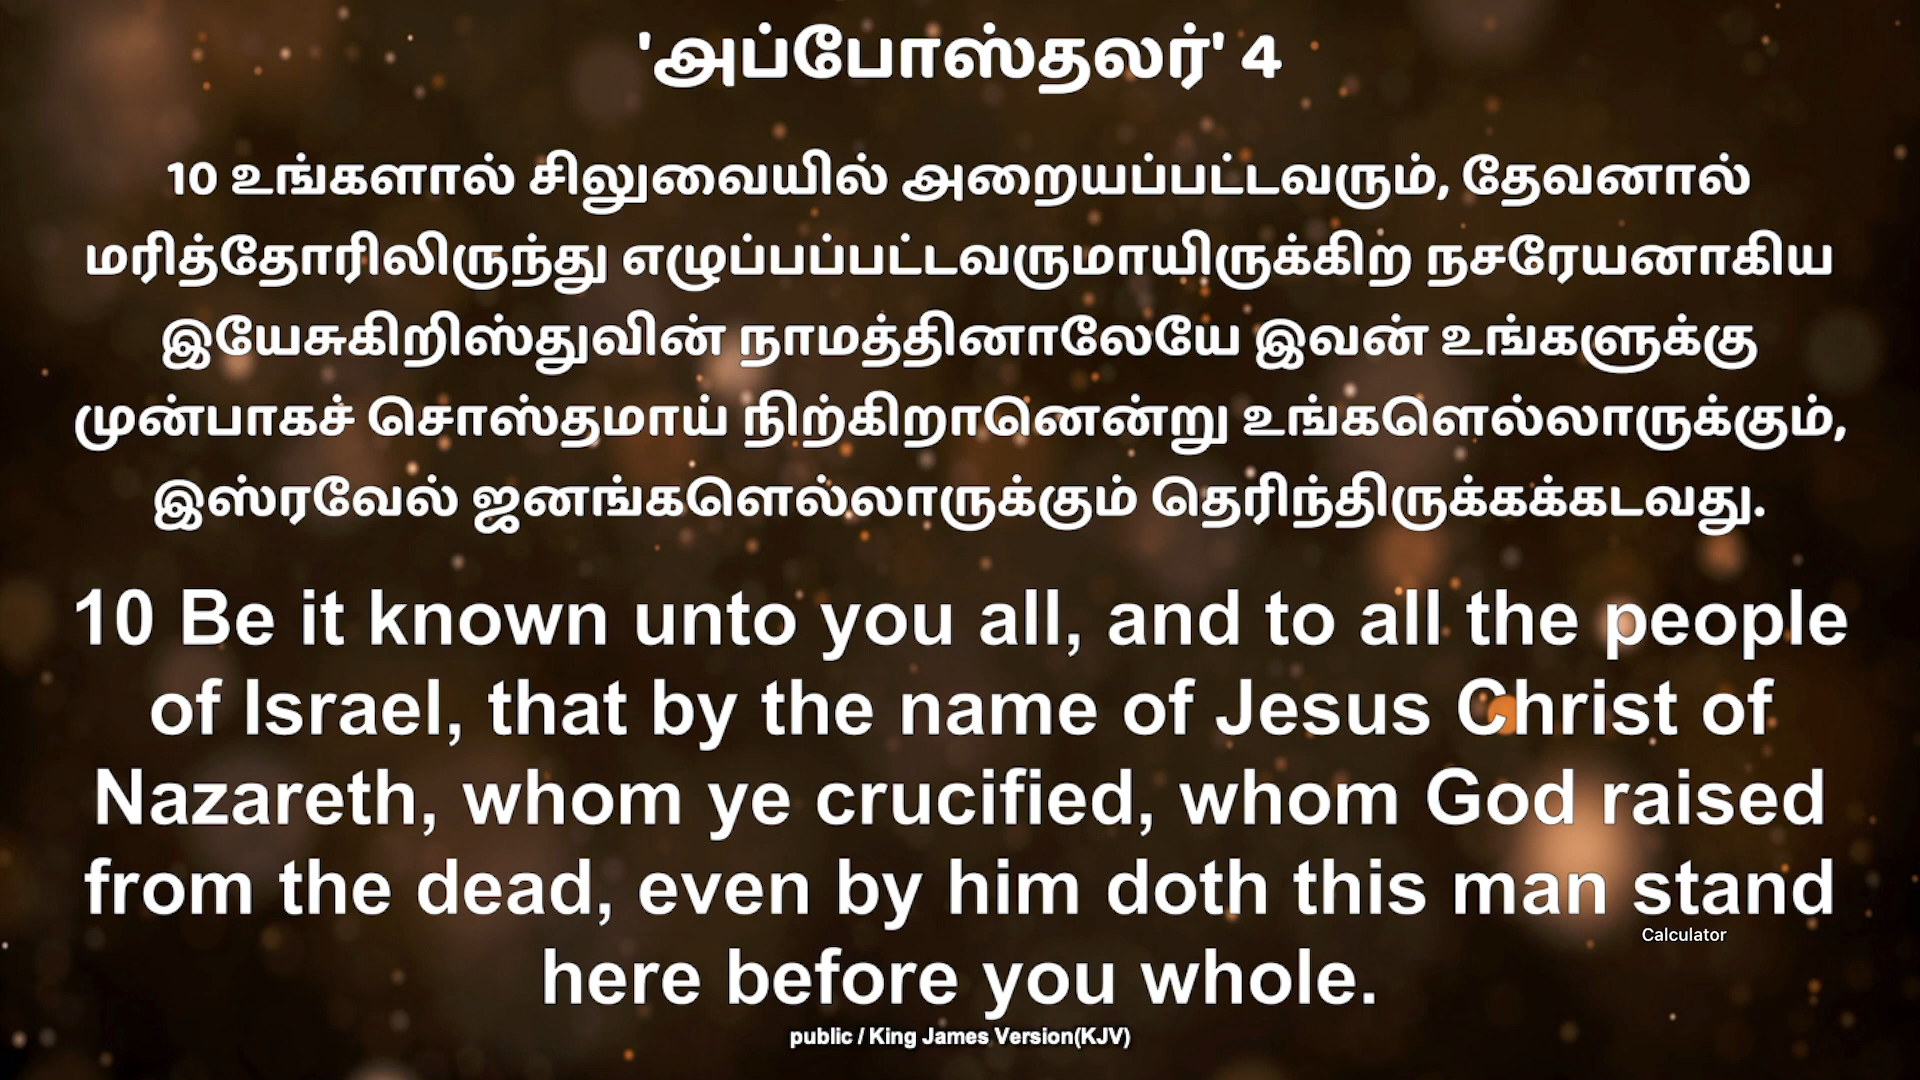 'அப்போஸ்தலர்' 4
10 உங்களால் சிலுவையில் அறையப்பட்டவரும், தேவனால்
மரித்தோரிலிருந்து எழுப்பப்பட்டவருமாயிருக்கிற நசரேயனாகிய
இயேசுகிறிஸ்துவின் நாமத்தினாலேயே இவன் உங்களுக்கு
முன்பாகச் சொஸ்தமாய் நிற்கிறானென்று உங்களெல்லாருக்கும்,
இஸ்ரவேல் ஜனங்களெல்லாருக்கும் தெரிந்திருக்கக்கடவது.
10 Be it known unto you all, and to all the people
of Israel, that by the name of Jesus Christ of
Nazareth, whom ye crucified, whom God raised
from the dead, even by him doth this man stand
Calculator
here before you whole.
public / King James Version(KJV)